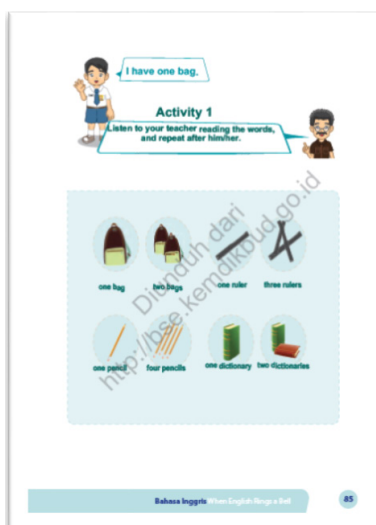 I have one bag.
Activity 1
Listen to your teacher reading the words,
and repeat after him/her.
Diunduh dari
http://bse.kemdikbud.go.id
one bag
two bags
one ruler
three rulers
one pencil
four pencils
one dictionary
two dictionaries
Bahasa Inggris When English Rings a Bell
85